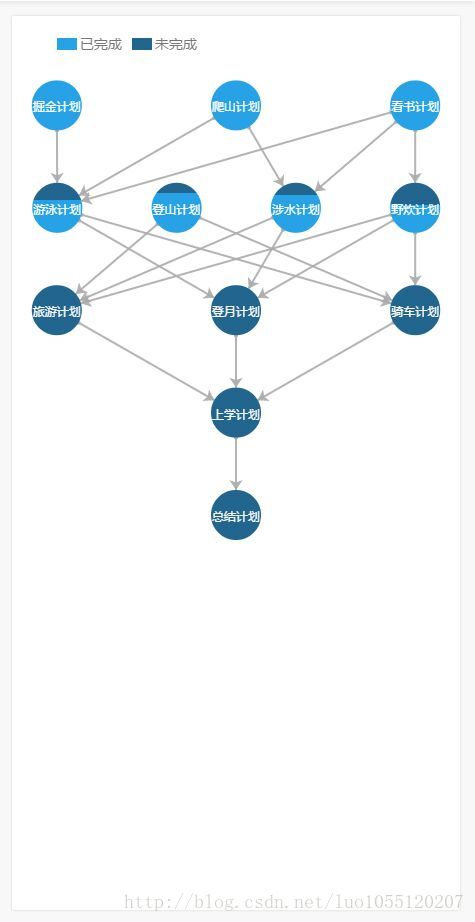 已完成 未完成
掘金计划 爬山计划 看书计划
游泳计划 登山计划 涉水计划 野炊计划
旅游计划 登月计划 骑车计划
上学计划
总结计划
http://blog.csdn.net/luo1055120207